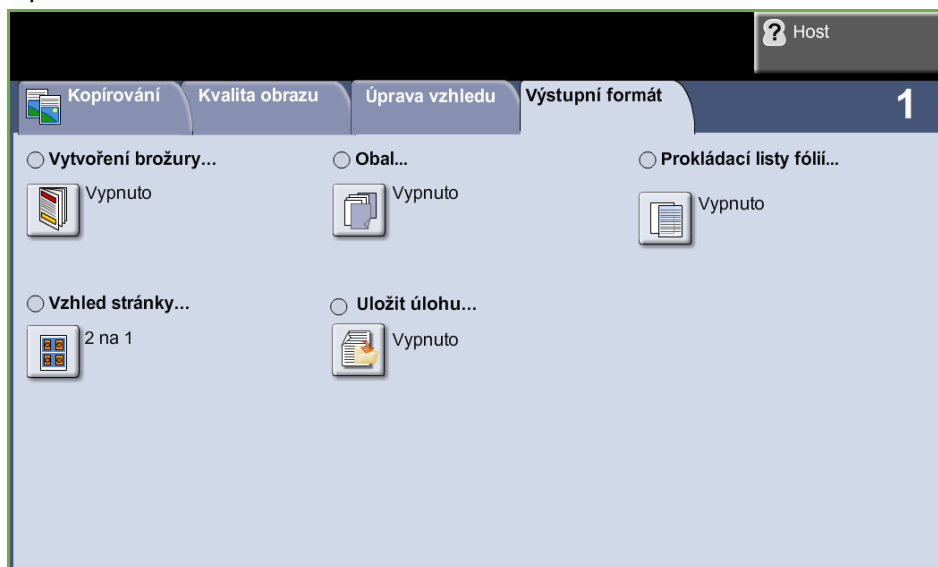 Host
Kopírování Kvalita obrazu Úprava vzhledu Výstupní formát 1
Vytvoření brožury... Obal... Prokládací listy fólií...
Vypnuto Vypnuto Vypnuto
Vzhled stránky... Uložit úlohu...
2 na 1 Vypnuto